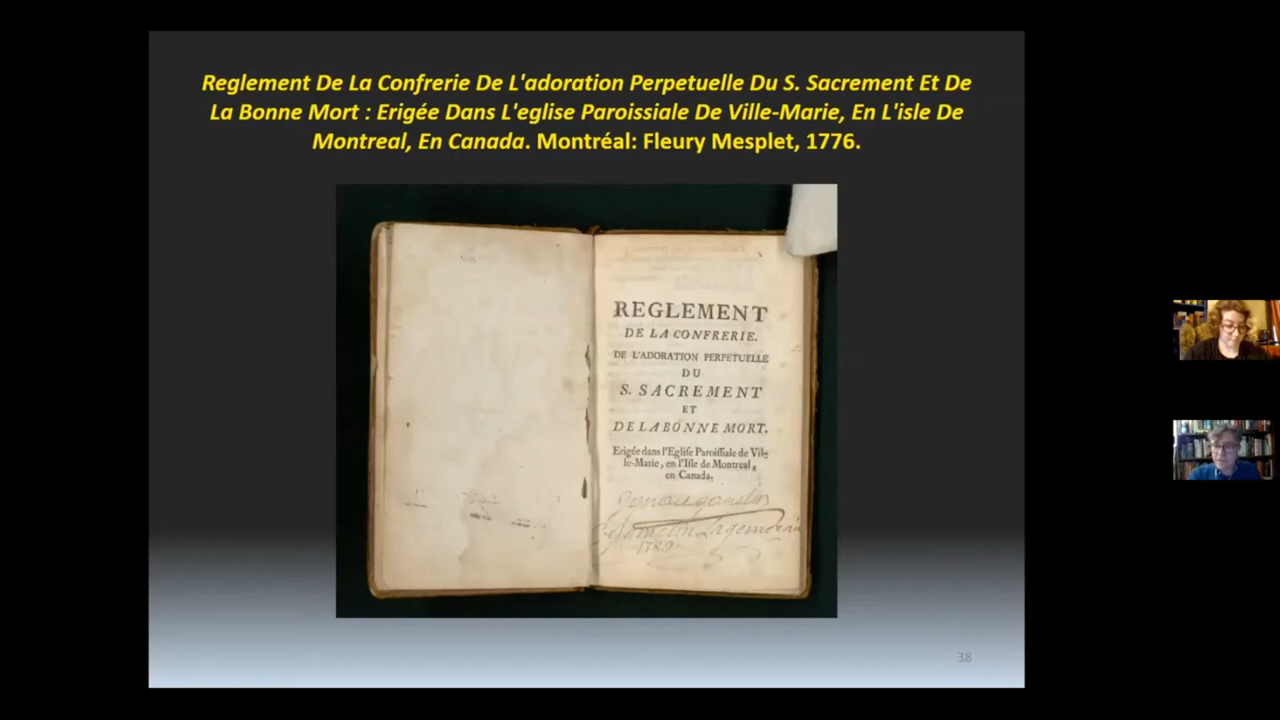 Reglement De La Confrerie De L'adoration Perpetuelle Du S. Sacrement Et De
La Bonne Mort : Erigée Dans L'eglise Paroissiale De Ville-Marie, En L'isle De
Montreal, En Canada. Montréal: Fleury Mesplet, 1776.
REGLEMENT
DE LA CONFRERIE.
DE L'ADORATION PERPETUELLE
DU
S. SACREMENT
ET
DE LA BONNE MORT.
Erigée dans l'Eglise Paroissiale de Vil-
le-Marie, en l'Isle de Montreal,
en Canada.
1789
38